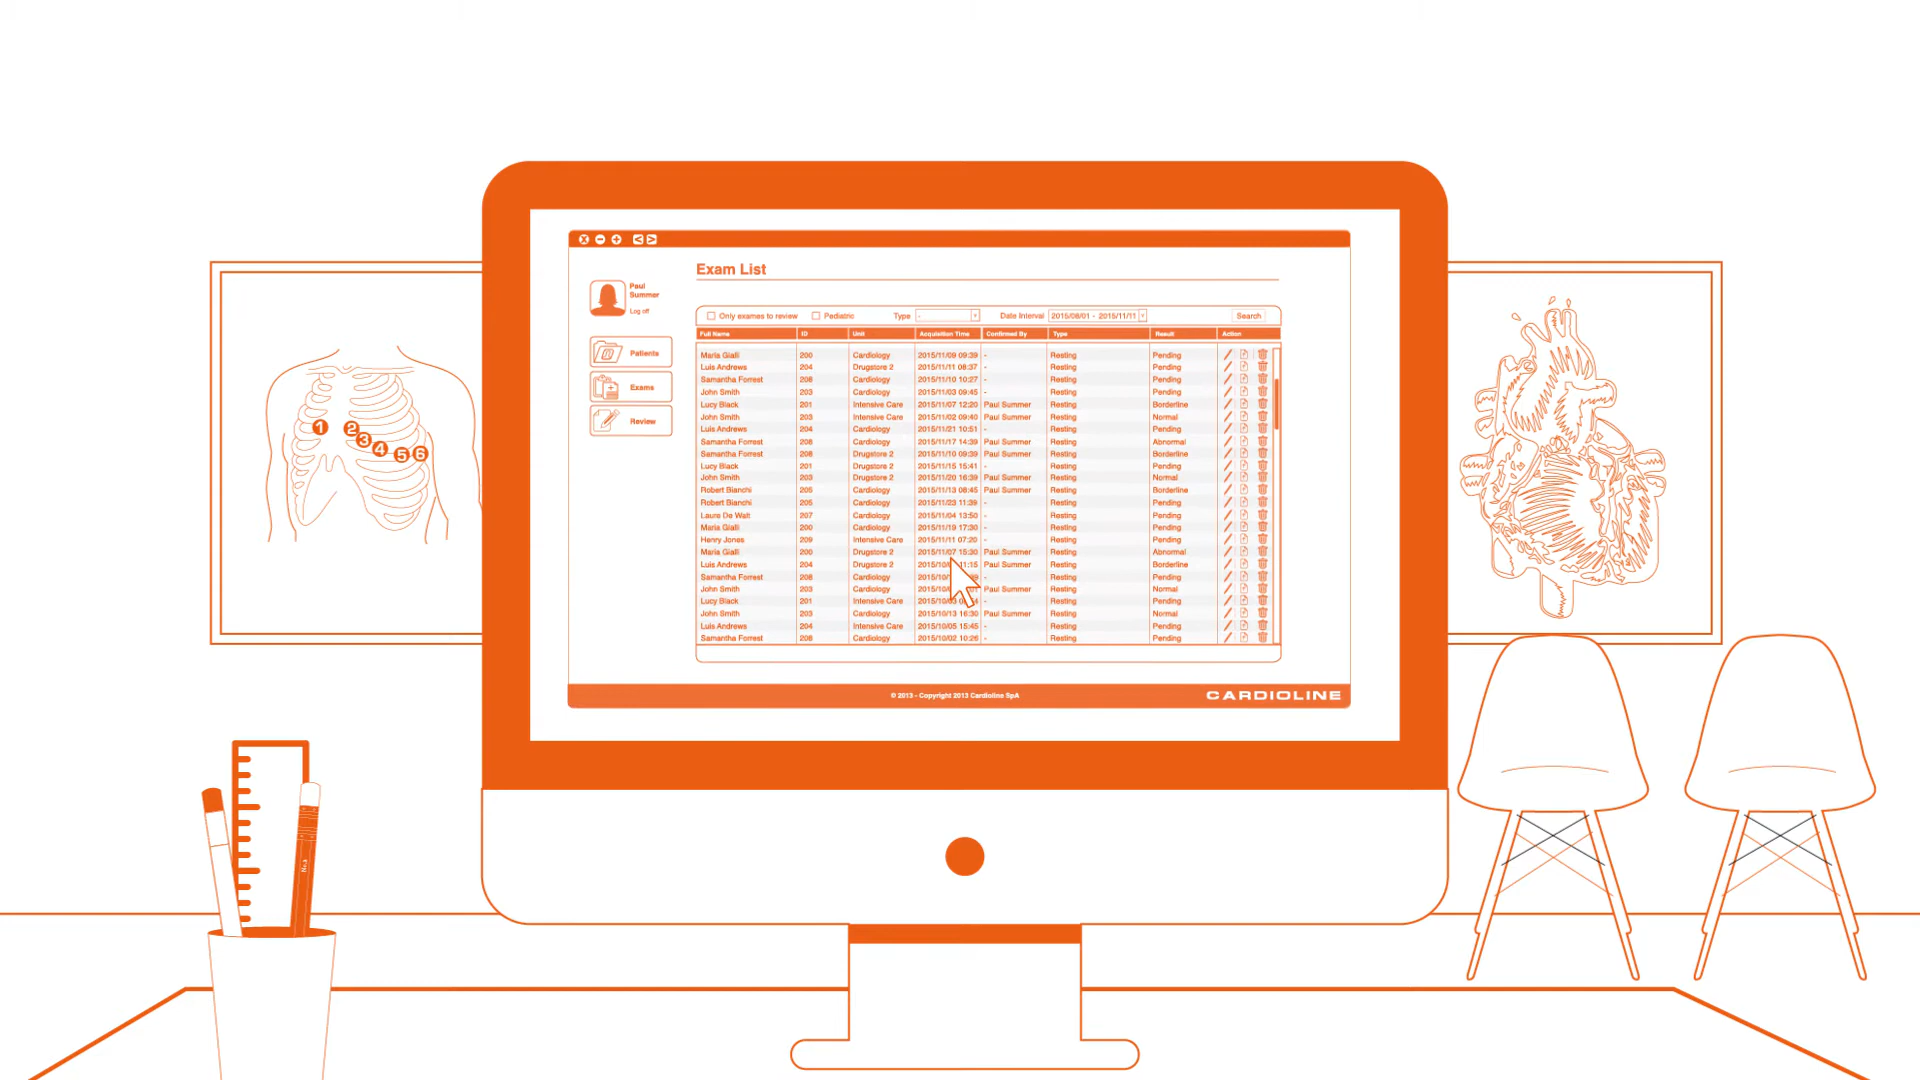 Exam List
Paul
Summer
Log off
Only exames to review Pediatric Type - Date Interval 2015/08/01 - 2015/11/11 Search
Full Name ID Unit Acquisition Time Confirmed By Type Result Action
Maria Gialli 200 Cardiology 2015/11/09 09:39 - Resting Pending
Luis Andrews 204 Drugstore 2 2015/11/11 08:37 - Resting Pending
Samantha Forrest 208 Cardiology 2015/11/10 10:27 - Resting Pending
John Smith 203 Cardiology 2015/11/03 09:45 - Resting Pending
Lucy Black 201 Intensive Care 2015/11/07 12:20 Paul Summer Resting Borderline
John Smith 203 Intensive Care 2015/11/02 09:40 Paul Summer Resting Normal
Luis Andrews 204 Cardiology 2015/11/21 10:51 - Resting Pending
Samantha Forrest 208 Cardiology 2015/11/17 14:39 Paul Summer Resting Abnormal
Samantha Forrest 208 Drugstore 2 2015/11/10 09:39 Paul Summer Resting Borderline
Lucy Black 201 Drugstore 2 2015/11/15 15:41 - Resting Pending
John Smith 203 Drugstore 2 2015/11/20 16:39 Paul Summer Resting Normal
Robert Bianchi 205 Cardiology 2015/11/13 08:45 Paul Summer Resting Borderline
Robert Bianchi 205 Cardiology 2015/11/23 11:39 - Resting Pending
Laure De Walt 207 Cardiology 2015/11/04 13:50 - Resting Pending
Maria Gialli 200 Cardiology 2015/11/19 17:30 - Resting Pending
Henry Jones 209 Intensive Care 2015/11/11 07:20 - Resting Pending
Maria Gialli 200 Drugstore 2 2015/11/07 15:30 Paul Summer Resting Abnormal
Luis Andrews 204 Drugstore 2 11:15 Paul Summer Resting Borderline
Samantha Forrest 208 Cardiology - Resting Pending
John Smith 203 Cardiology Paul Summer Resting Normal
Lucy Black 201 Intensive Care - Resting Pending
John Smith 203 Cardiology 2015/10/13 16:30 Paul Summer Resting Normal
Luis Andrews 204 Intensive Care 2015/10/05 15:45 - Resting Pending
Samantha Forrest 208 Cardiology 2015/10/02 10:26 - Resting Pending
Patients
Exams
Review
© 2013 - Copyright 2013 Cardioline SpA
CARDIOLINE
1
2
3
4
5
6